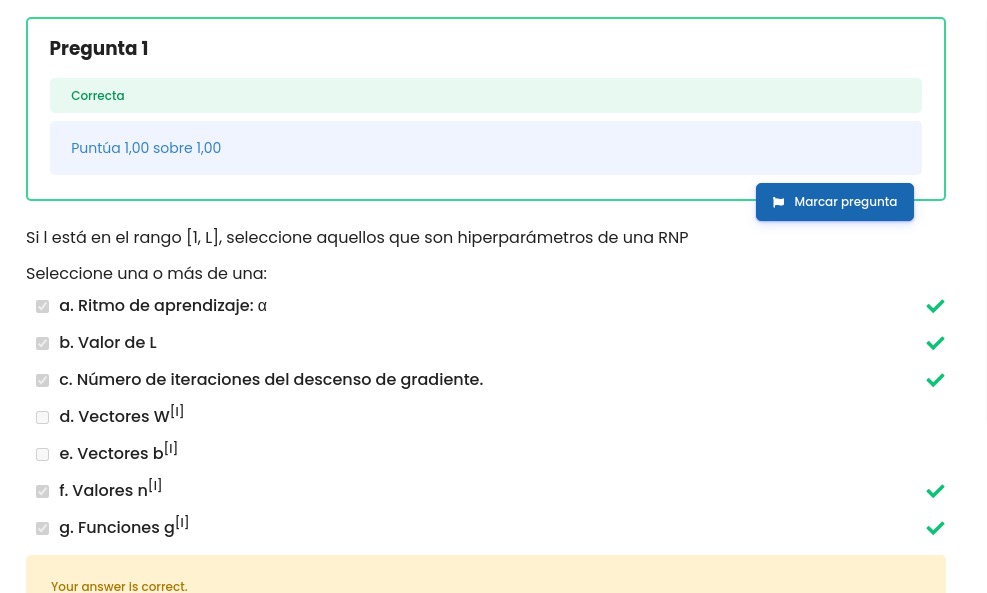 Pregunta 1
Correcta
Puntúa 1,00 sobre 1,00
Marcar pregunta
Si l está en el rango [1, L], seleccione aquellos que son hiperparámetros de una RNP
Seleccione una o más de una:
a. Ritmo de aprendizaje: α
b. Valor de L
c. Número de iteraciones del descenso de gradiente.
d. Vectores W[l]
e. Vectores b[l]
f. Valores n[l]
g. Funciones g[l]
Your answer is correct.